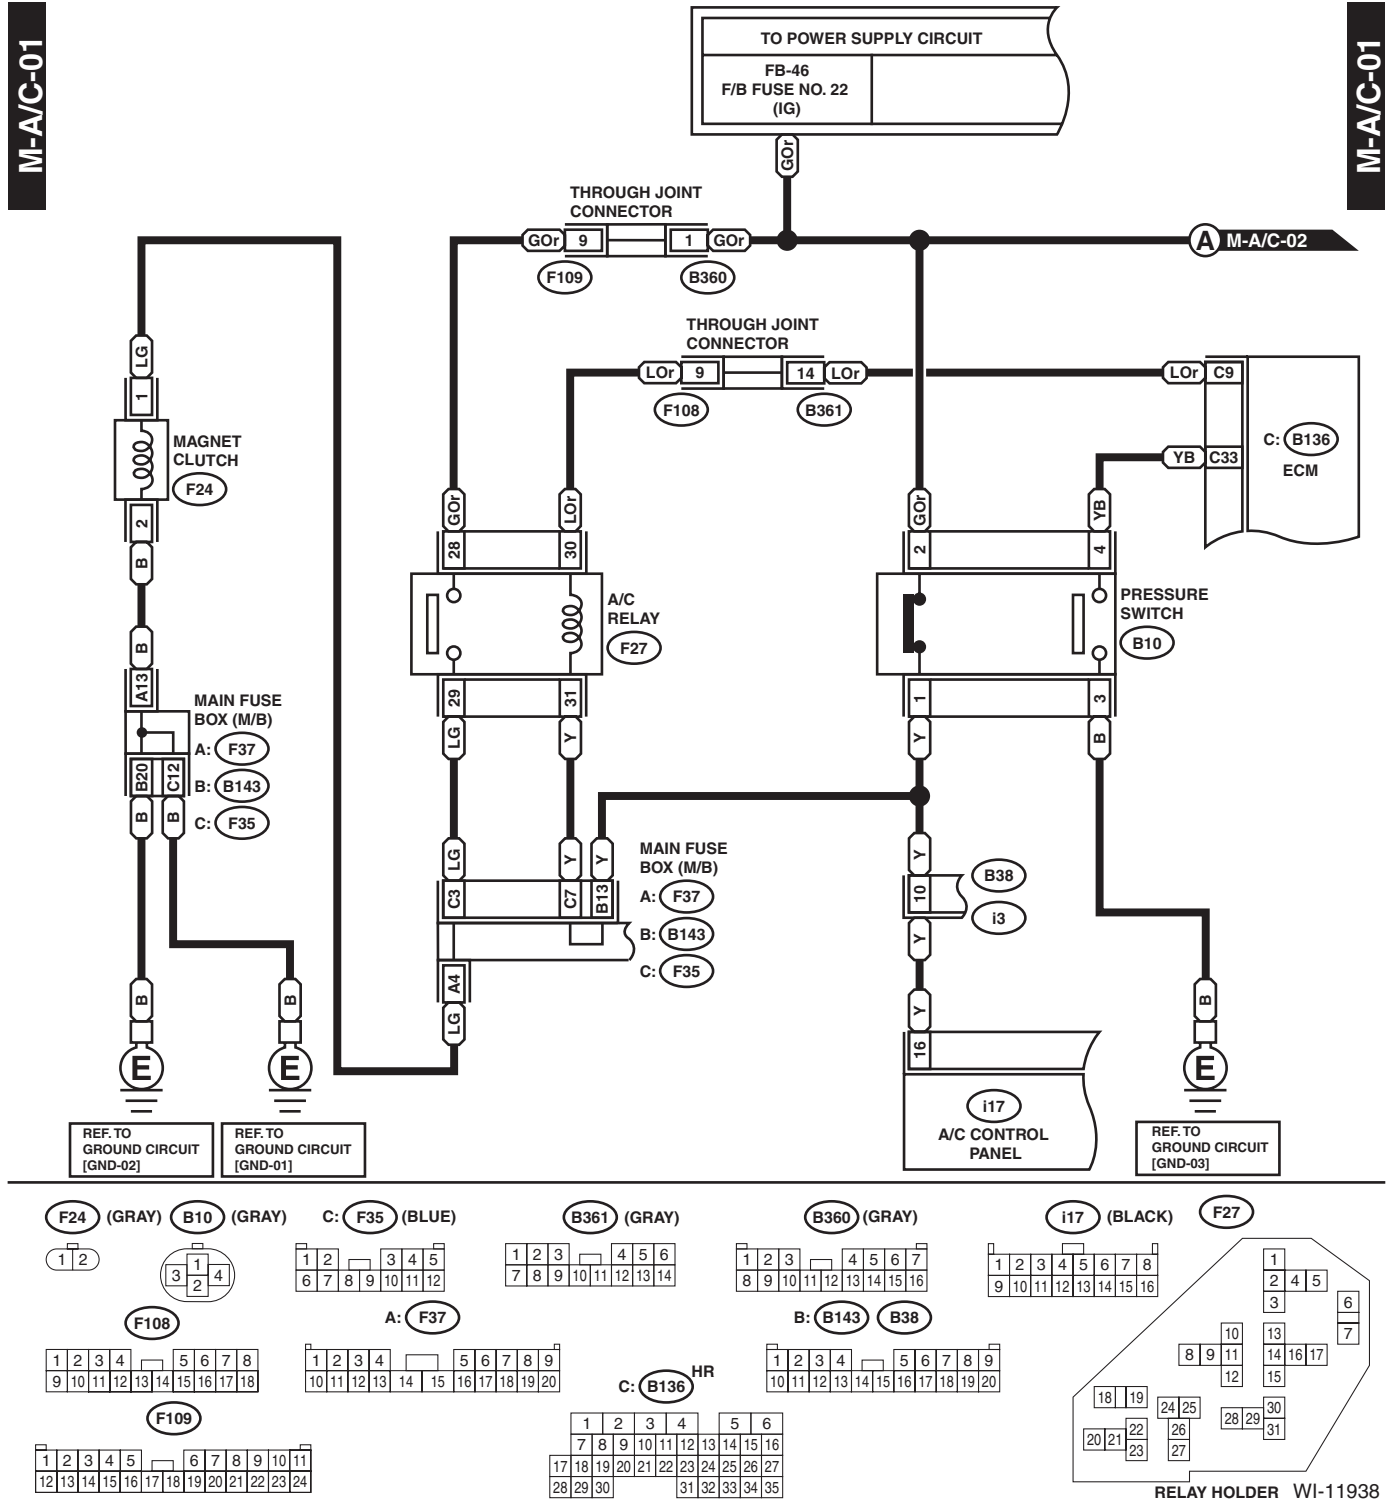 M-A/C-01
M-A/C-01
TO POWER SUPPLY CIRCUIT
FB-46
F/B FUSE NO. 22
(IG)
GOr
THROUGH JOINT
CONNECTOR
GOr 9 1 GOr
F109 B360
A M-A/C-02
THROUGH JOINT
CONNECTOR
LOr 9 14 LOr
F108 B361
LOr C9
YB C33
C: B136
ECM
LG
1
MAGNET
CLUTCH
F24
2
B
B
A13
MAIN FUSE
BOX (M/B)
A: F37
B: B143
C: F35
B20 C12
B B
B B
E E
REF. TO
GROUND CIRCUIT
[GND-02]
REF. TO
GROUND CIRCUIT
[GND-01]
GOr LOr
28 30
A/C
RELAY
F27
29 31
LG Y
LG Y Y
C3 C7 B13
MAIN FUSE
BOX (M/B)
A: F37
B: B143
C: F35
A4
LG
GOr YB
2 4
PRESSURE
SWITCH
B10
1 3
Y B
Y
10
B38
i3
Y
Y
16
i17
A/C CONTROL
PANEL
B
E
REF. TO
GROUND CIRCUIT
[GND-03]
F24 (GRAY)
1 2
B10 (GRAY)
1
3 4
2
C: F35 (BLUE)
1 2 3 4 5
6 7 8 9 10 11 12
B361 (GRAY)
1 2 3 4 5 6
7 8 9 10 11 12 13 14
B360 (GRAY)
1 2 3 4 5 6 7
8 9 10 11 12 13 14 15 16
i17 (BLACK)
1 2 3 4 5 6 7 8
9 10 11 12 13 14 15 16
F108
1 2 3 4 5 6 7 8
9 10 11 12 13 14 15 16 17 18
A: F37
1 2 3 4 5 6 7 8 9
10 11 12 13 14 15 16 17 18 19 20
C: B136 HR
1 2 3 4 5 6
7 8 9 10 11 12 13 14 15 16
17 18 19 20 21 22 23 24 25 26 27
28 29 30 31 32 33 34 35
B: B143 B38
1 2 3 4 5 6 7 8 9
10 11 12 13 14 15 16 17 18 19 20
F109
1 2 3 4 5 6 7 8 9 10 11
12 13 14 15 16 17 18 19 20 21 22 23 24
F27
1
2 4 5
3
6
7
10 13
8 9 11 14 16 17
12 15
18 19
24 25
20 21 22 23
26
27
28 29 30
31
RELAY HOLDER WI-11938